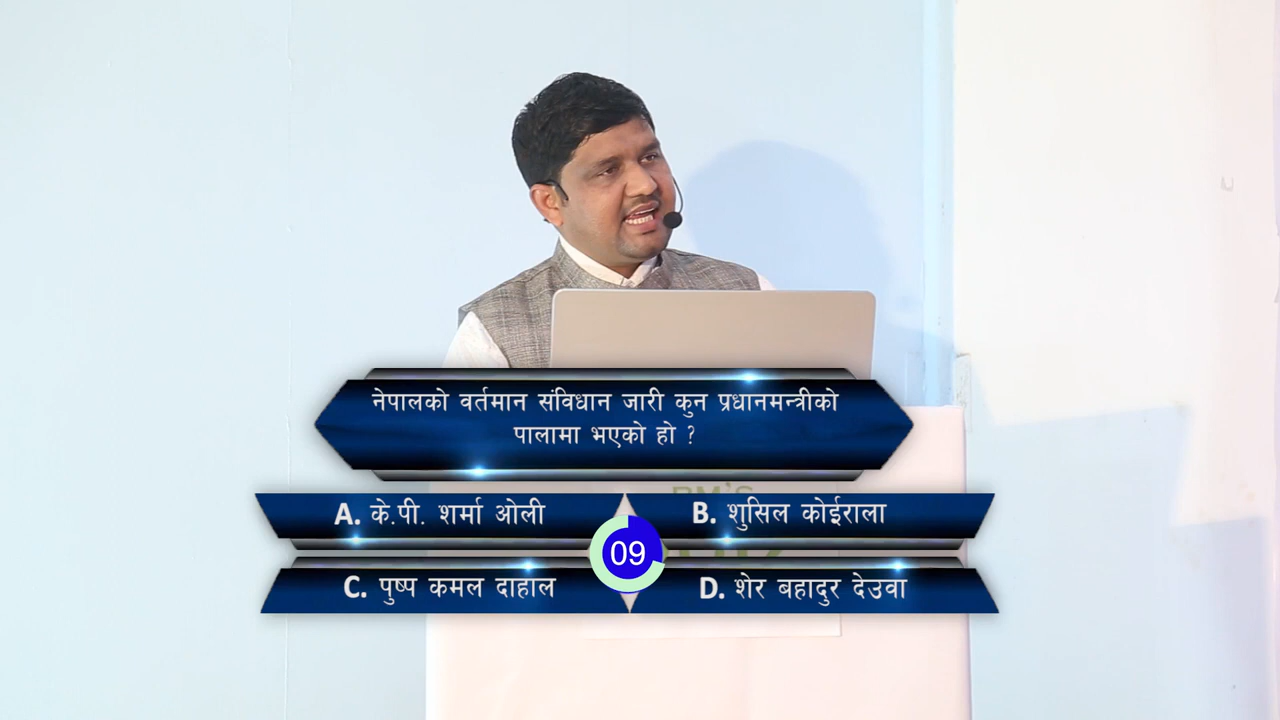 नेपालको वर्तमान संविधान जारी कुन प्रधानमन्त्रीको
पालामा भएको हो ?
A. के.पी. शर्मा ओली
B. शुसिल कोईराला
09
C. पुष्प कमल दाहाल
D. शेर बहादुर देउवा